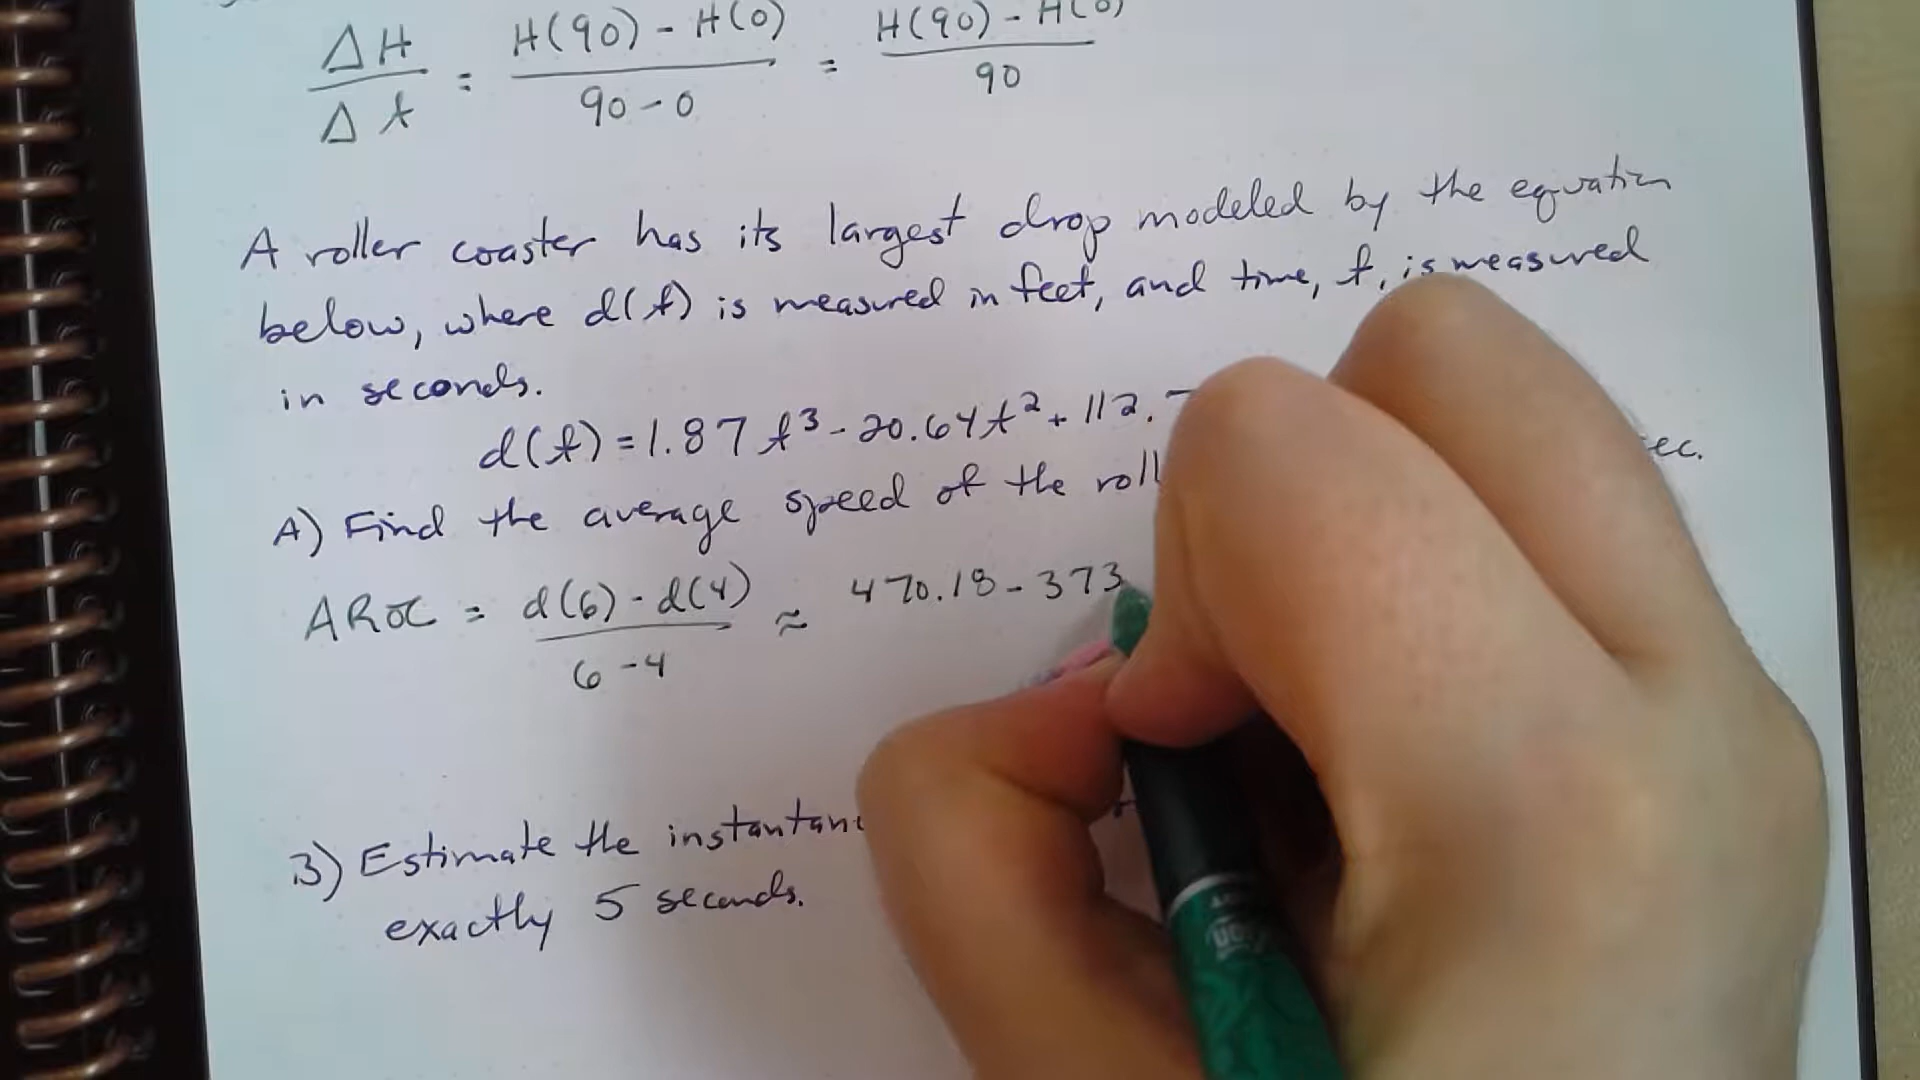 ΔH/Δt = H(90) - H(0)/90 - 0 = H(90) - H(0)/90
A roller coaster has its largest drop modeled by the equation
below, where d(t) is measured in feet, and time, t, is measured
in seconds.
d(t) = 1.87t³ - 20.64t² + 112.
A) Find the average speed of the roll
ec.
AROC = d(6) - d(4)/6 - 4 ≈ 470.18 - 373
3) Estimate the instantan
exactly 5 seconds.